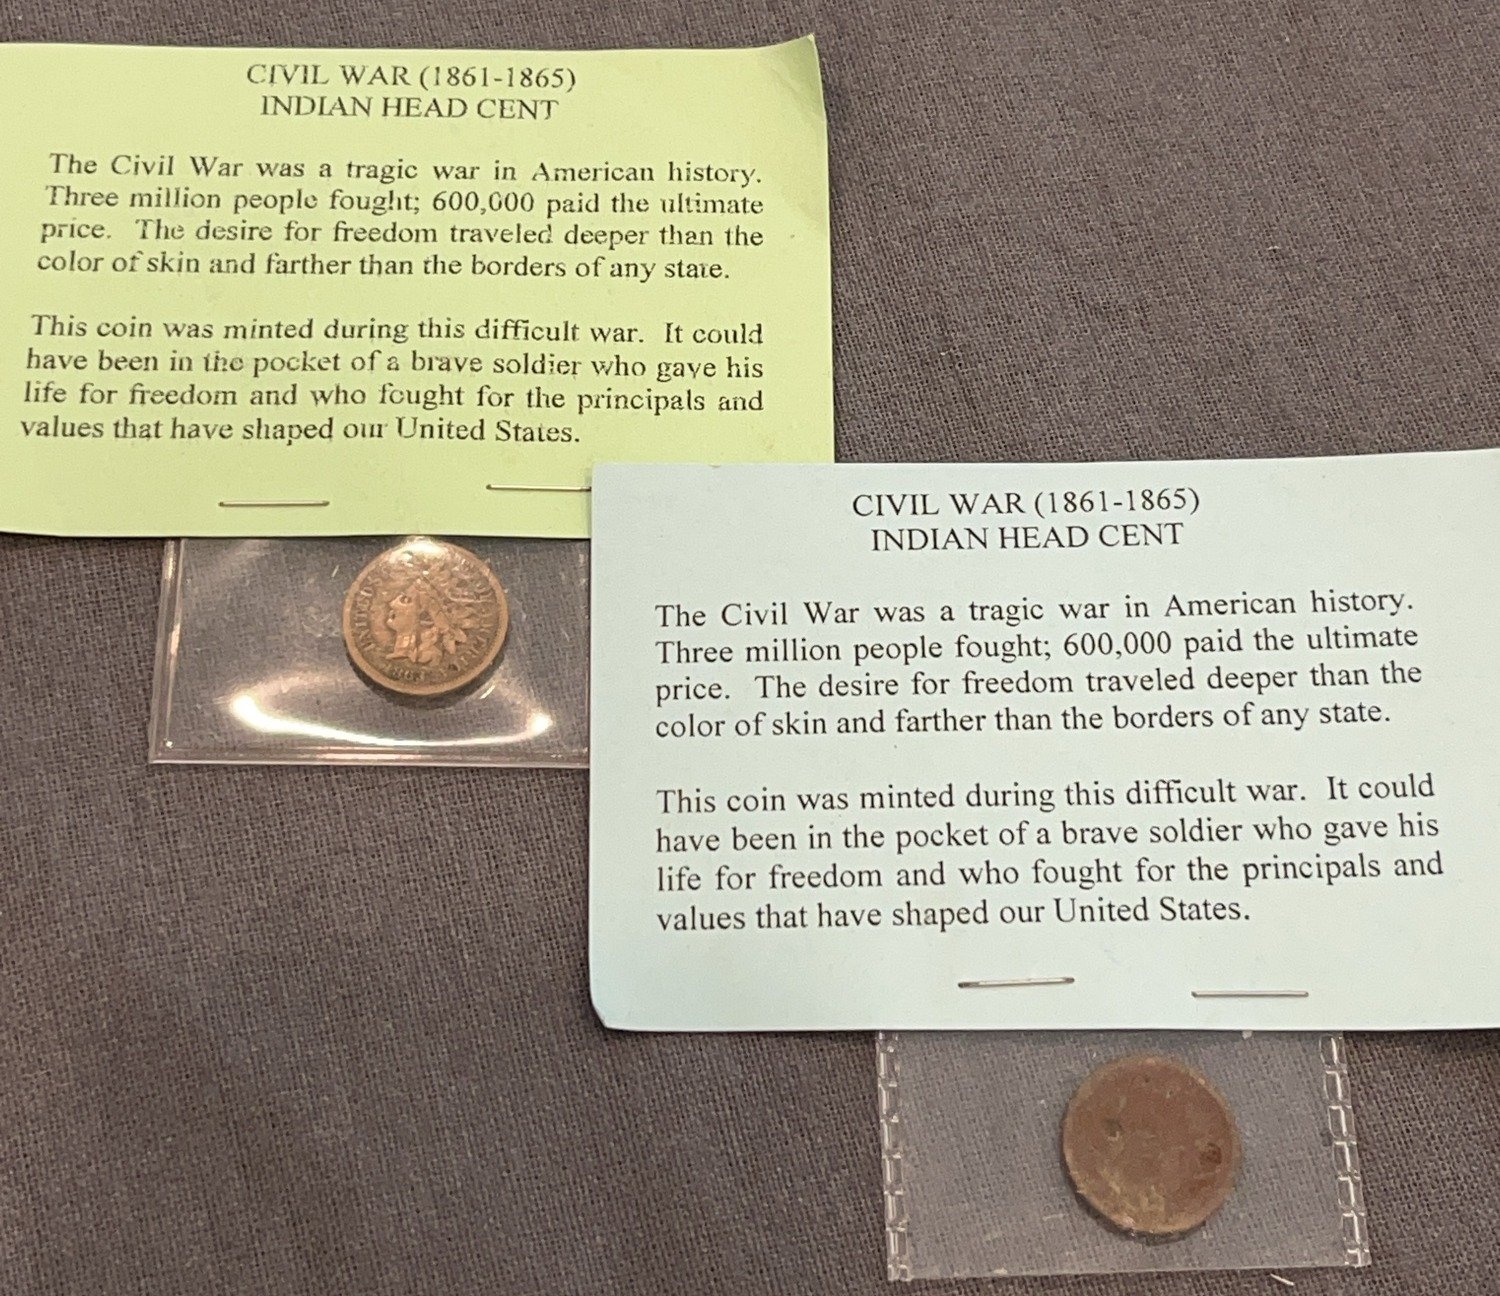 CIVIL WAR (1861-1865)
INDIAN HEAD CENT
The Civil War was a tragic war in American history.
Three million people fought; 600,000 paid the ultimate
price. The desire for freedom traveled deeper than the
color of skin and farther than the borders of any state.
This coin was minted during this difficult war. It could
have been in the pocket of a brave soldier who gave his
life for freedom and who fought for the principals and
values that have shaped our United States.
UNITED
CIVIL WAR (1861-1865)
INDIAN HEAD CENT
The Civil War was a tragic war in American history.
Three million people fought; 600,000 paid the ultimate
price. The desire for freedom traveled deeper than the
color of skin and farther than the borders of any state.
This coin was minted during this difficult war. It could
have been in the pocket of a brave soldier who gave his
life for freedom and who fought for the principals and
values that have shaped our United States.